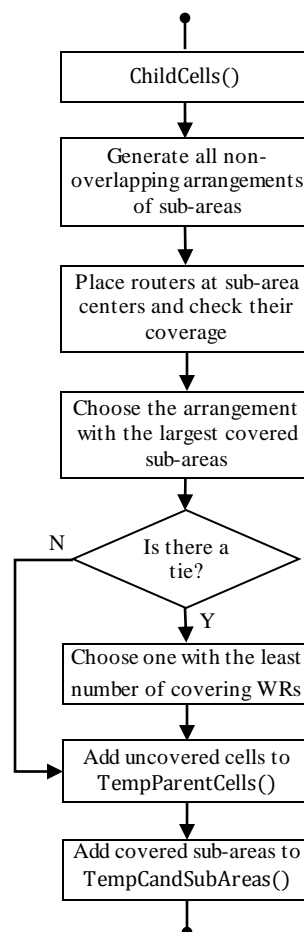 ChildCells()
Generate all non-
overlapping arrangements
of sub-areas
Place routers at sub-area
centers and check their
coverage
Choose the arrangement
with the largest covered
sub-areas
N
Is there a
tie?
Y
Choose one with the least
number of covering WRs
Add uncovered cells to
TempParentCells()
Add covered sub-areas to
TempCandSubAreas()